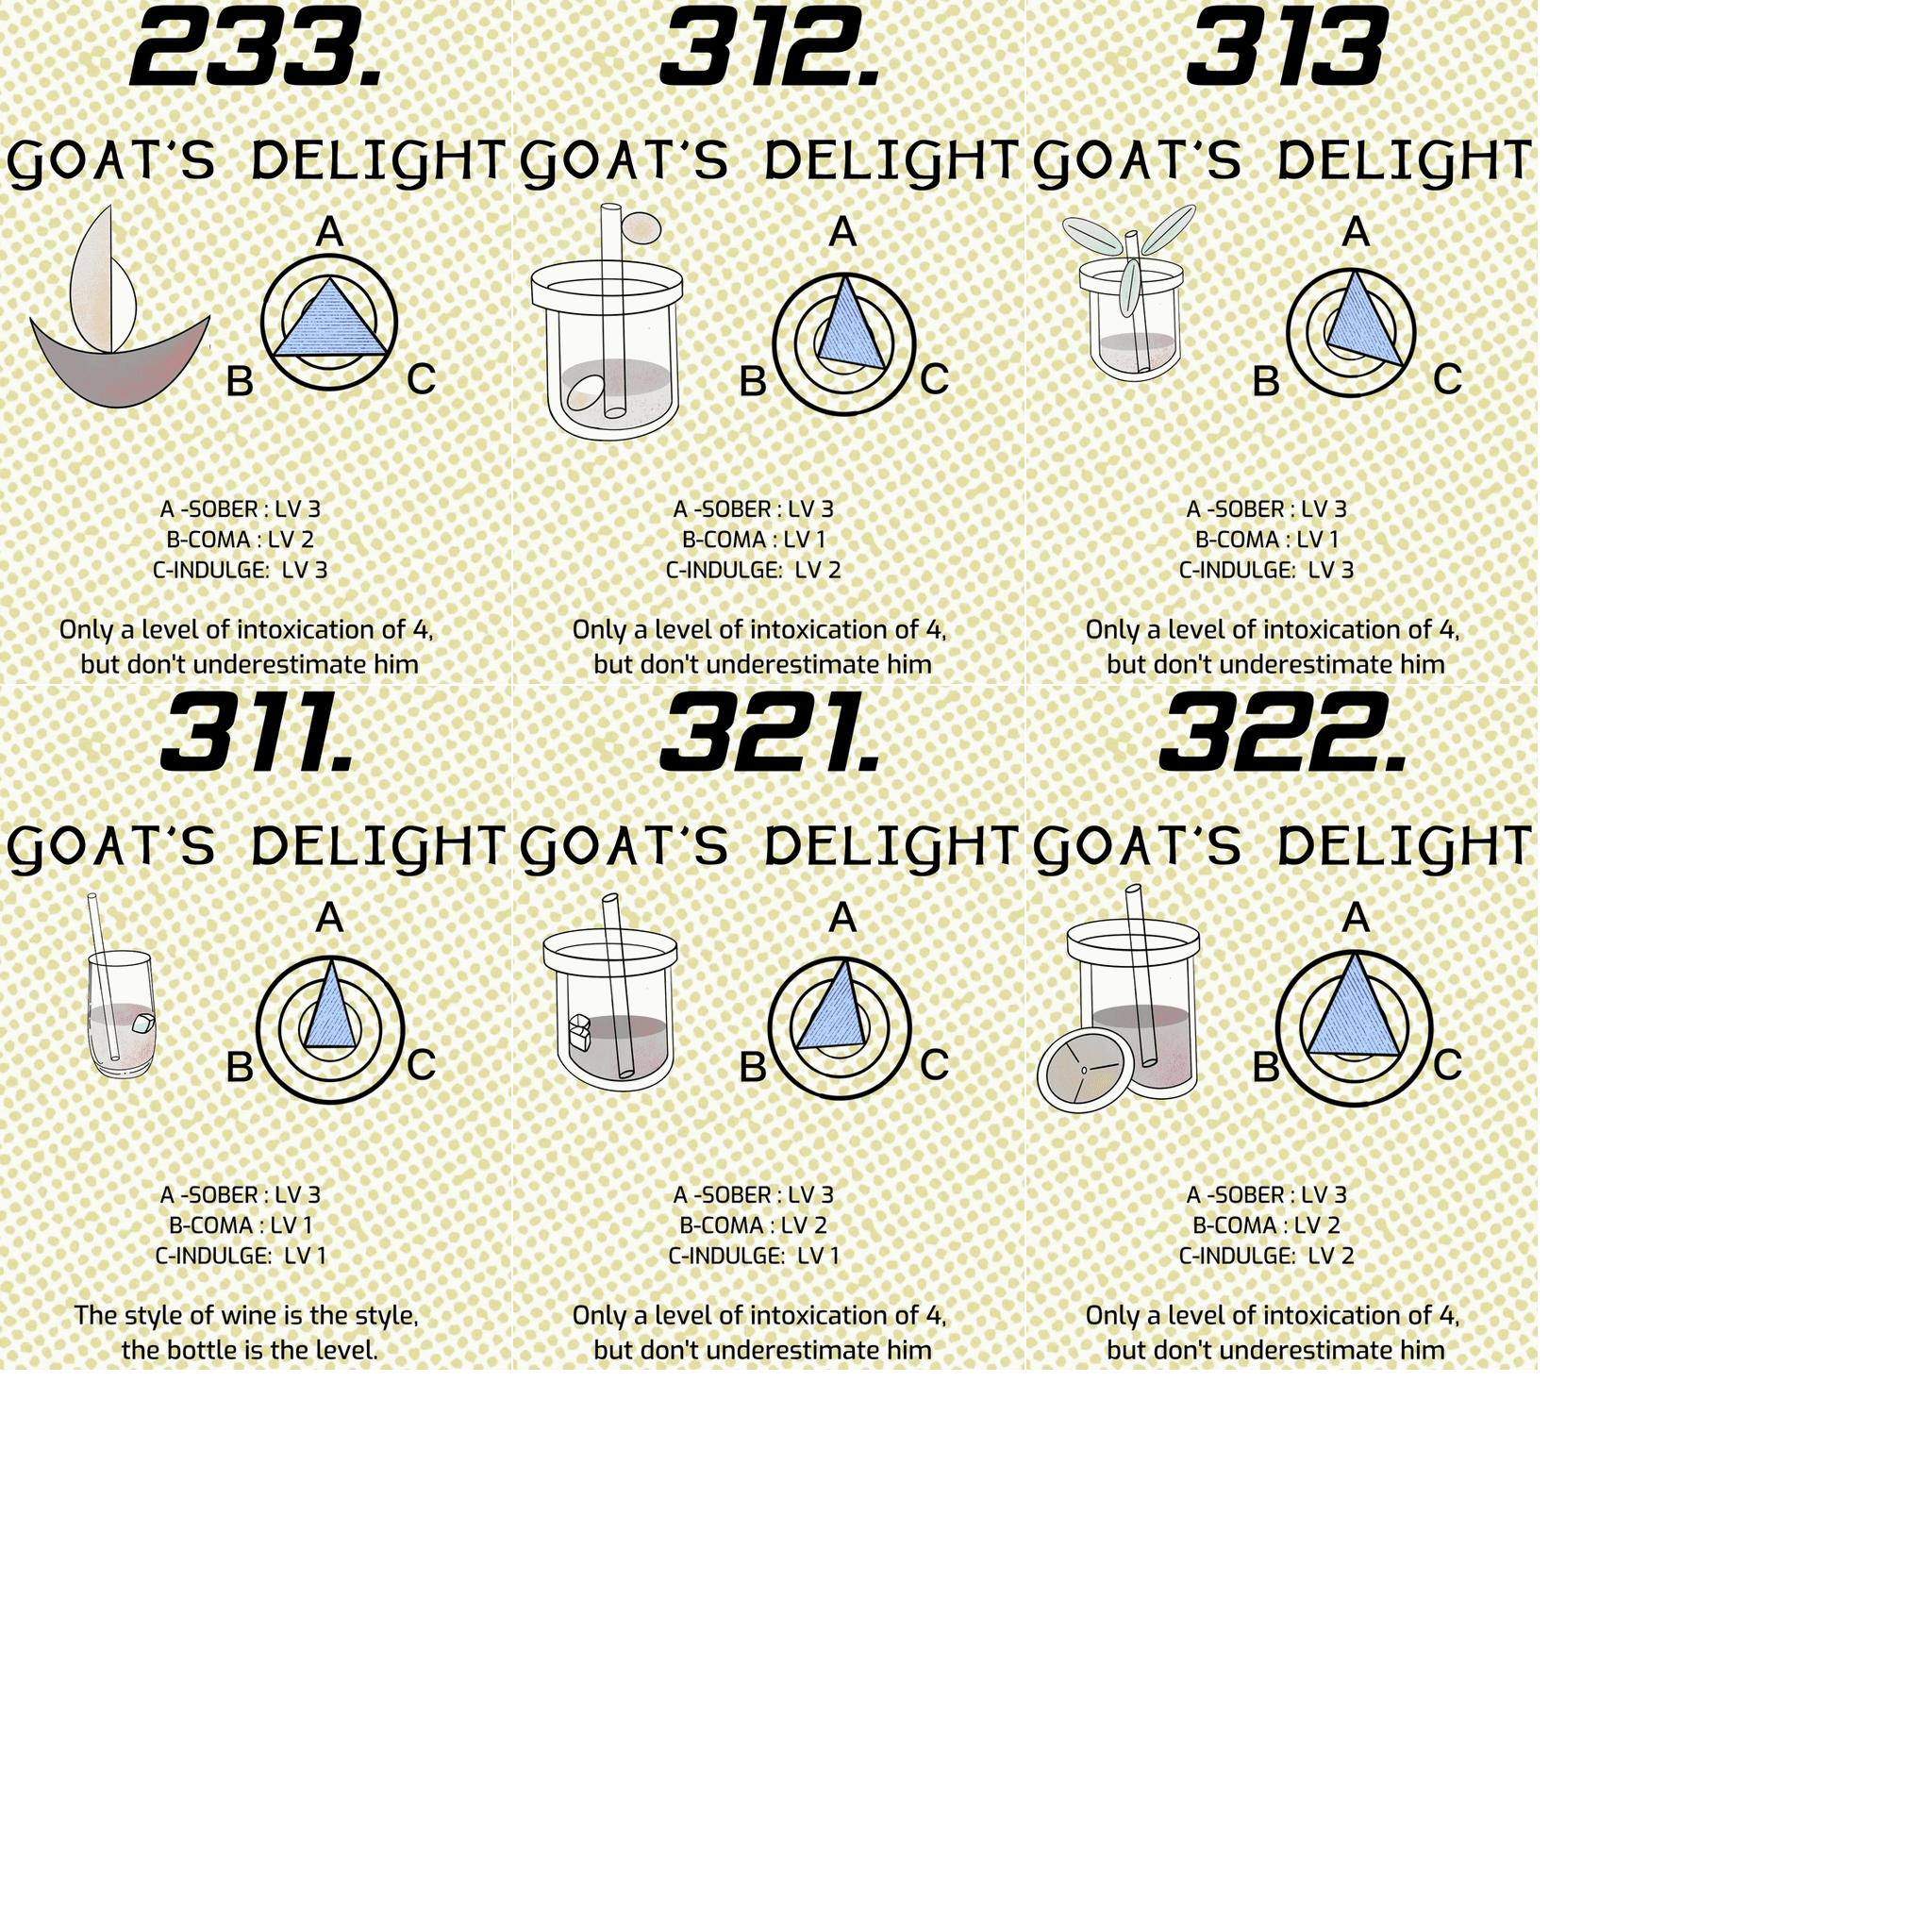 233.
GOAT'S DELIGHT
A
B
C
A -SOBER : LV 3
B-COMA : LV 2
C-INDULGE:  LV 3
Only a level of intoxication of 4,
but don't underestimate him
312.
GOAT'S DELIGHT
A
B
C
A -SOBER : LV 3
B-COMA : LV 1
C-INDULGE:  LV 2
Only a level of intoxication of 4,
but don't underestimate him
313
GOAT'S DELIGHT
A
B
C
A -SOBER : LV 3
B-COMA : LV 1
C-INDULGE:  LV 3
Only a level of intoxication of 4,
but don't underestimate him
311.
GOAT'S DELIGHT
A
B
C
A -SOBER : LV 3
B-COMA : LV 1
C-INDULGE:  LV 1
The style of wine is the style,
the bottle is the level.
321.
GOAT'S DELIGHT
A
B
C
A -SOBER : LV 3
B-COMA : LV 2
C-INDULGE:  LV 1
Only a level of intoxication of 4,
but don't underestimate him
322.
GOAT'S DELIGHT
A
B
C
A -SOBER : LV 3
B-COMA : LV 2
C-INDULGE:  LV 2
Only a level of intoxication of 4,
but don't underestimate him